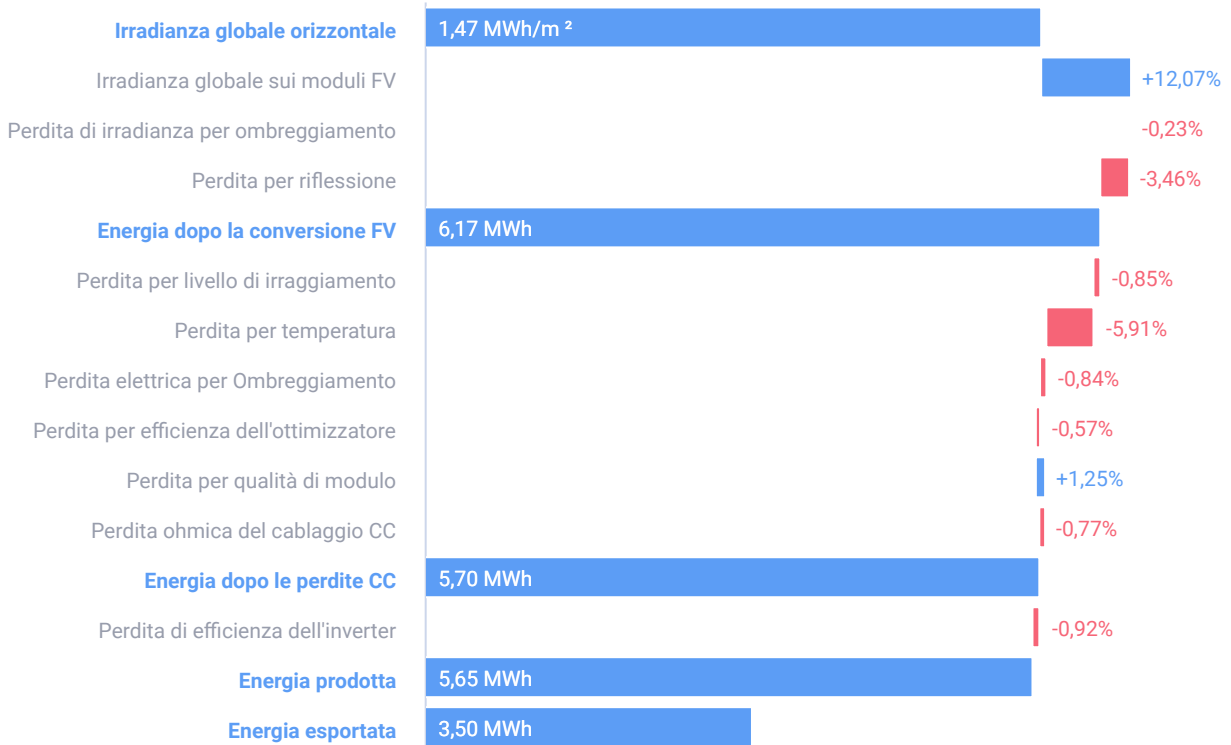 Irradianza globale orizzontale 1,47 MWh/m ²
Irradianza globale sui moduli FV +12,07%
Perdita di irradianza per ombreggiamento -0,23%
Perdita per riflessione -3,46%
Energia dopo la conversione FV 6,17 MWh
Perdita per livello di irraggiamento -0,85%
Perdita per temperatura -5,91%
Perdita elettrica per Ombreggiamento -0,84%
Perdita per efficienza dell'ottimizzatore -0,57%
Perdita per qualità di modulo +1,25%
Perdita ohmica del cablaggio CC -0,77%
Energia dopo le perdite CC 5,70 MWh
Perdita di efficienza dell'inverter -0,92%
Energia prodotta 5,65 MWh
Energia esportata 3,50 MWh